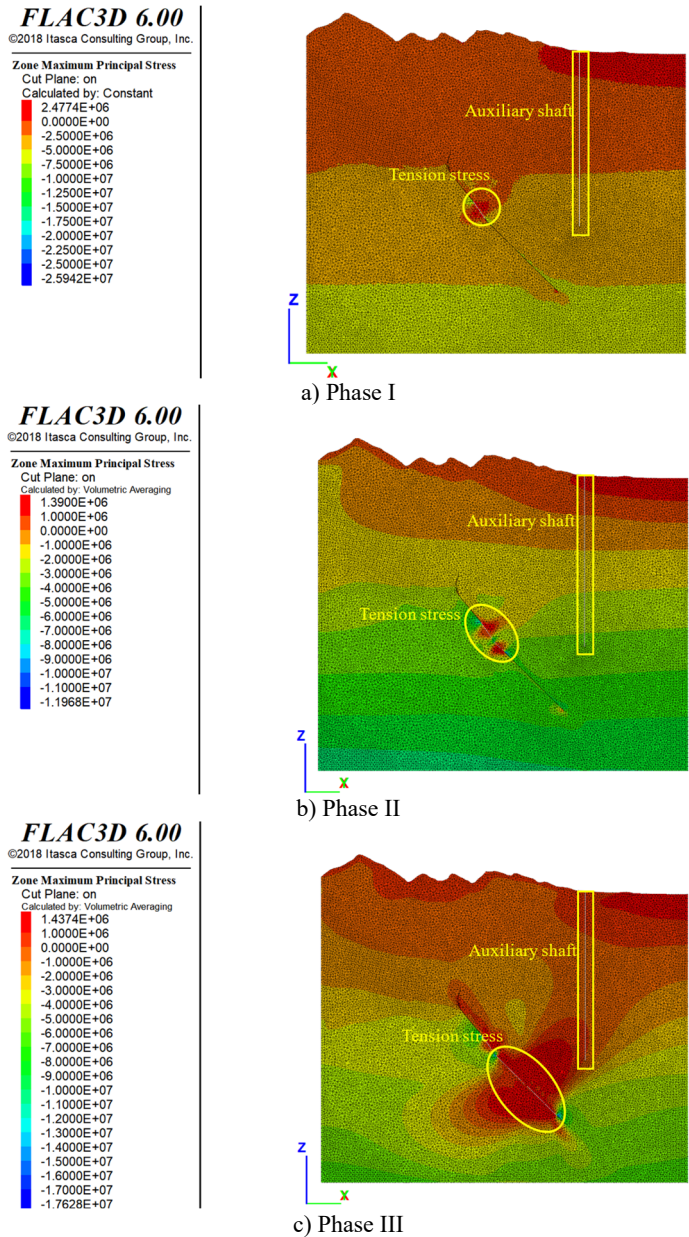 FLAC3D 6.00
©2018 Itasca Consulting Group, Inc.
Zone Maximum Principal Stress
Cut Plane: on
Calculated by: Constant
2.4774E+06
0.0000E+00
-2.5000E+06
-5.0000E+06
-7.5000E+06
-1.0000E+07
-1.2500E+07
-1.5000E+07
-1.7500E+07
-2.0000E+07
-2.2500E+07
-2.5000E+07
-2.5942E+07
Auxiliary shaft
Tension stress
Z
X
a) Phase I
FLAC3D 6.00
©2018 Itasca Consulting Group, Inc.
Zone Maximum Principal Stress
Cut Plane: on
Calculated by: Volumetric Averaging
1.3900E+06
1.0000E+06
0.0000E+00
-1.0000E+06
-2.0000E+06
-3.0000E+06
-4.0000E+06
-5.0000E+06
-6.0000E+06
-7.0000E+06
-8.0000E+06
-9.0000E+06
-1.0000E+07
-1.1000E+07
-1.1968E+07
Auxiliary shaft
Tension stress
Z
X
b) Phase II
FLAC3D 6.00
©2018 Itasca Consulting Group, Inc.
Zone Maximum Principal Stress
Cut Plane: on
Calculated by: Volumetric Averaging
1.4374E+06
1.0000E+06
0.0000E+00
-1.0000E+06
-2.0000E+06
-3.0000E+06
-4.0000E+06
-5.0000E+06
-6.0000E+06
-7.0000E+06
-8.0000E+06
-9.0000E+06
-1.0000E+07
-1.1000E+07
-1.2000E+07
-1.3000E+07
-1.4000E+07
-1.5000E+07
-1.6000E+07
-1.7000E+07
-1.7628E+07
Auxiliary shaft
Tension stress
Z
X
c) Phase III